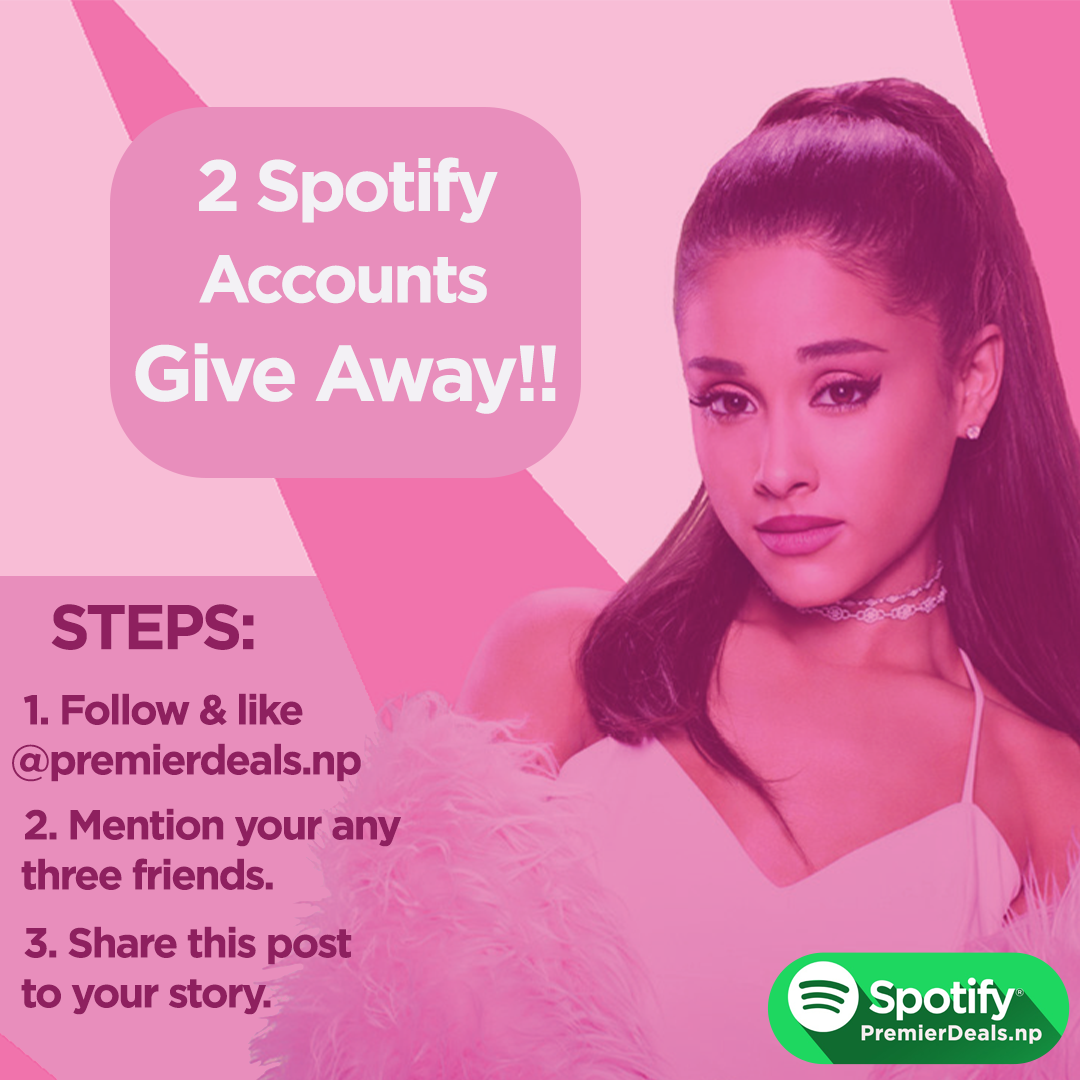 2 Spotify
Accounts
Give Away!!
STEPS:
1. Follow & like
@premierdeals.np
2. Mention your any
three friends.
3. Share this post
to your story.
Spotify®
PremierDeals.np